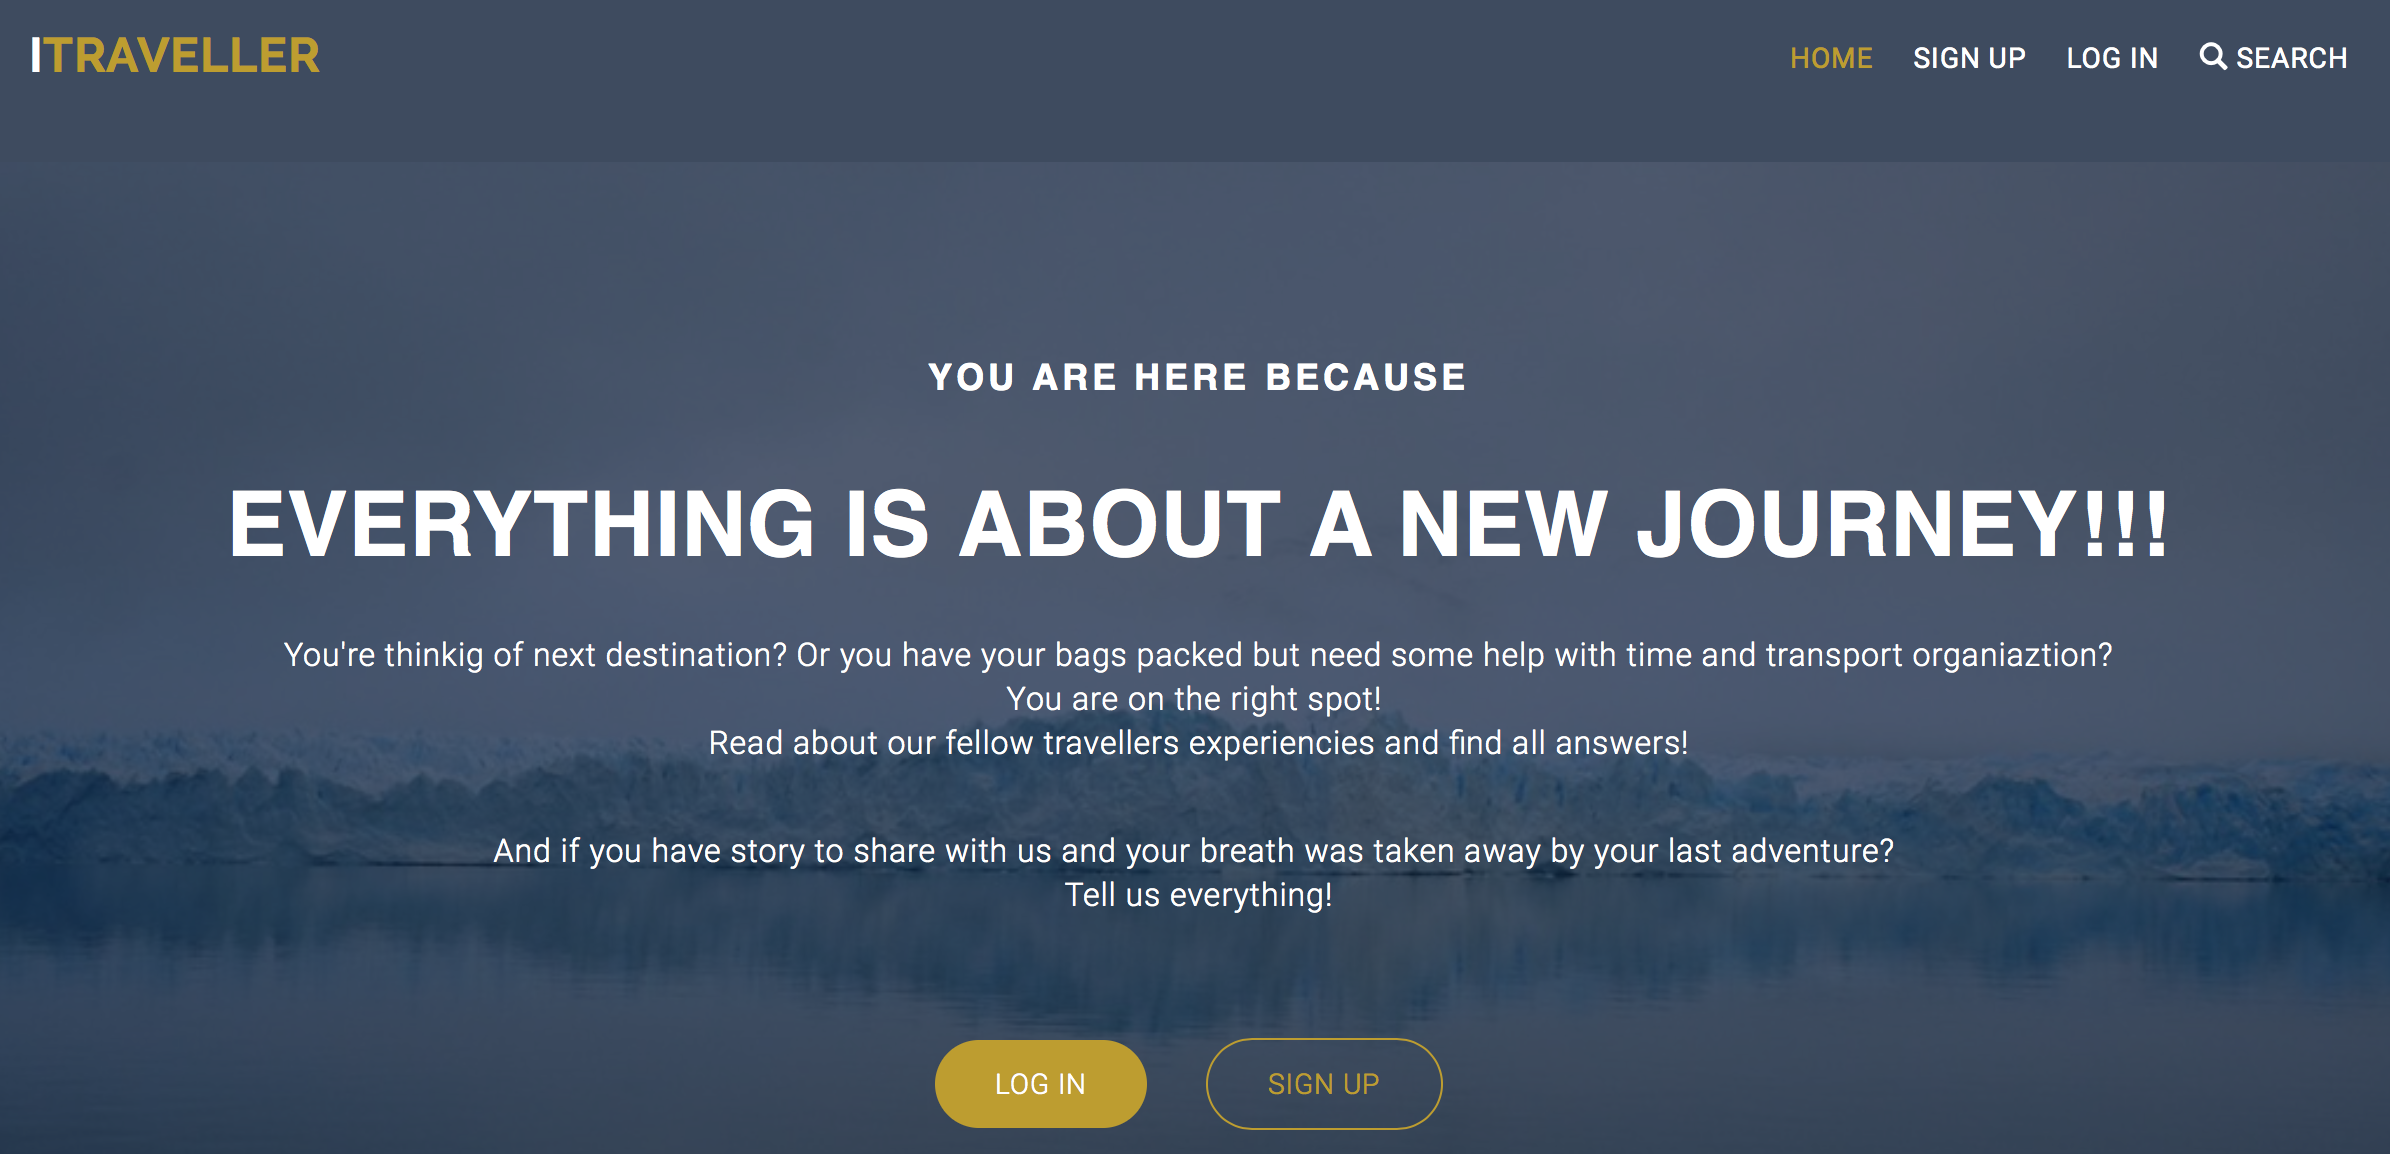 ITRAVELLER
HOME SIGN UP LOG IN SEARCH
YOU ARE HERE BECAUSE
EVERYTHING IS ABOUT A NEW JOURNEY!!!
You're thinkig of next destination? Or you have your bags packed but need some help with time and transport organiaztion?
You are on the right spot!
Read about our fellow travellers experiencies and find all answers!
And if you have story to share with us and your breath was taken away by your last adventure?
Tell us everything!
LOG IN SIGN UP